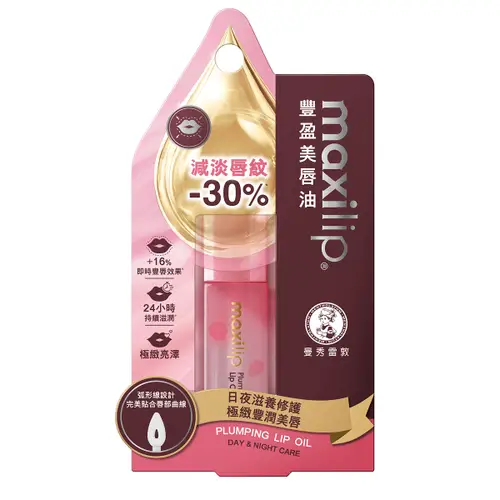 減淡唇紋
-30%*
+16%
即時豐唇效果*
24小時
持續滋潤*
極緻亮澤
弧形線設計
完美貼合唇部曲線
maxilip
Plum
Lip O
maxilip®
豐盈美唇油
曼秀雷敦
日夜滋養修護
極緻豐潤美唇
PLUMPING LIP OIL
DAY & NIGHT CARE